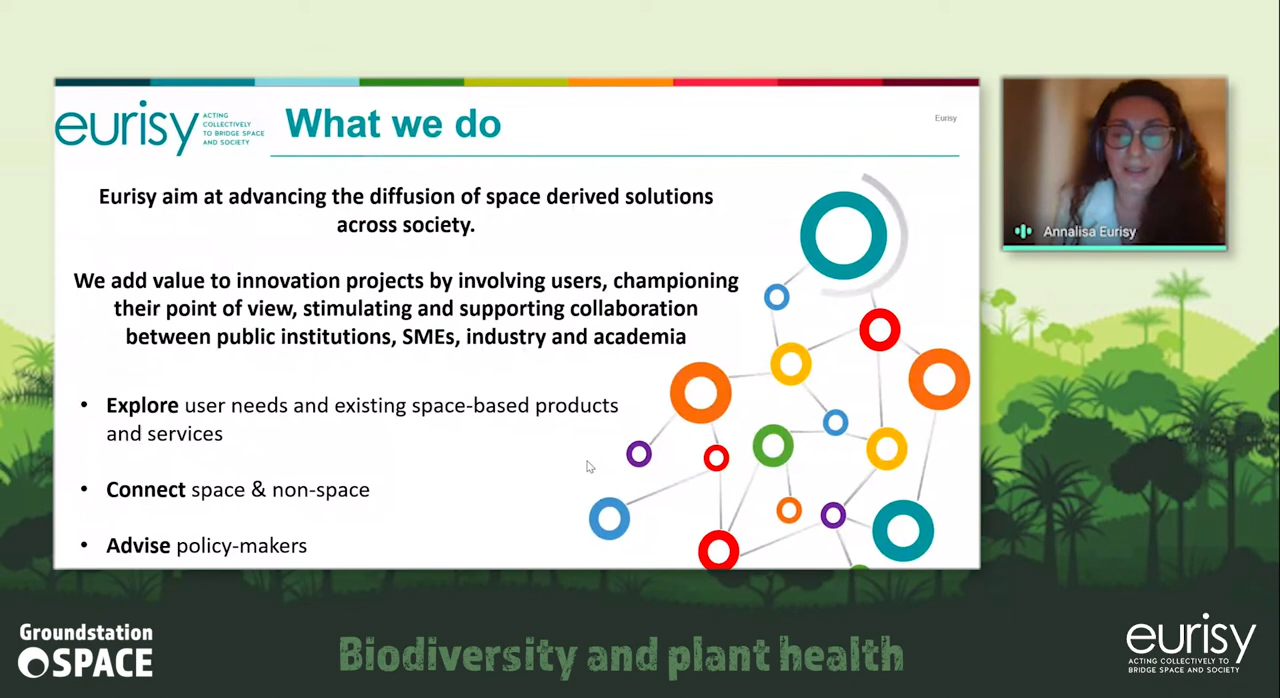 eurisy
ACTING
COLLECTIVELY
TO BRIDGE SPACE
AND SOCIETY
What we do
Eurisy
Eurisy aim at advancing the diffusion of space derived solutions
across society.
We add value to innovation projects by involving users, championing
their point of view, stimulating and supporting collaboration
between public institutions, SMEs, industry and academia
• Explore user needs and existing space-based products
and services
• Connect space & non-space
• Advise policy-makers
Annalisa Eurisy
Groundstation
SPACE
Biodiversity and plant health
eurisy
ACTING COLLECTIVELY TO
BRIDGE SPACE AND SOCIETY